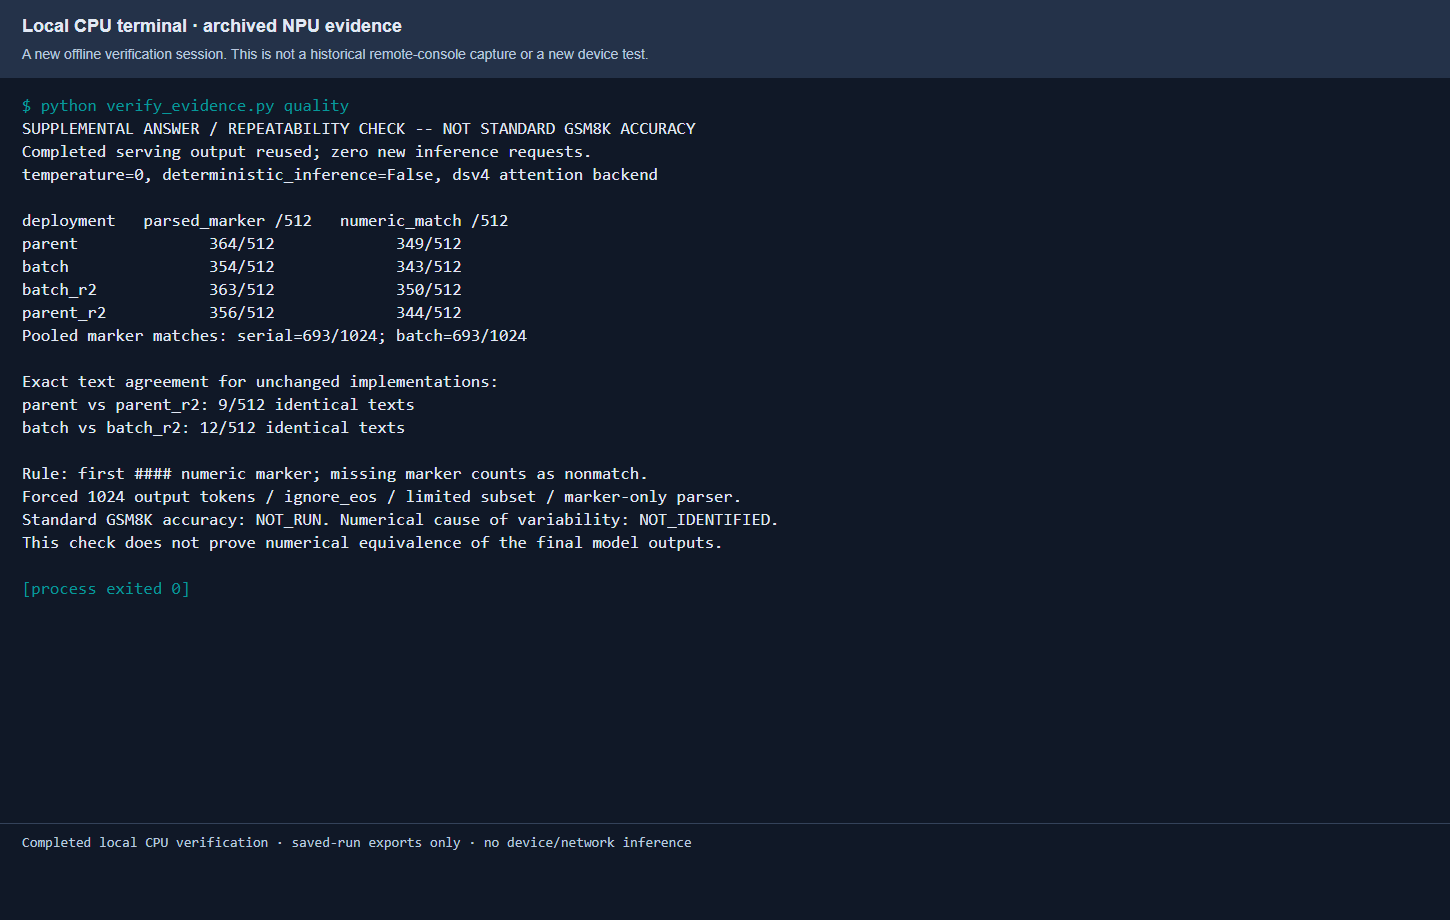 Local CPU terminal · archived NPU evidence
A new offline verification session. This is not a historical remote-console capture or a new device test.
$ python verify_evidence.py quality
SUPPLEMENTAL ANSWER / REPEATABILITY CHECK -- NOT STANDARD GSM8K ACCURACY
Completed serving output reused; zero new inference requests.
temperature=0, deterministic_inference=False, dsv4 attention backend
deployment   parsed_marker /512   numeric_match /512
parent              364/512             349/512
batch               354/512             343/512
batch_r2            363/512             350/512
parent_r2           356/512             344/512
Pooled marker matches: serial=693/1024; batch=693/1024
Exact text agreement for unchanged implementations:
parent vs parent_r2: 9/512 identical texts
batch vs batch_r2: 12/512 identical texts
Rule: first #### numeric marker; missing marker counts as nonmatch.
Forced 1024 output tokens / ignore_eos / limited subset / marker-only parser.
Standard GSM8K accuracy: NOT_RUN. Numerical cause of variability: NOT_IDENTIFIED.
This check does not prove numerical equivalence of the final model outputs.
[process exited 0]
Completed local CPU verification · saved-run exports only · no device/network inference